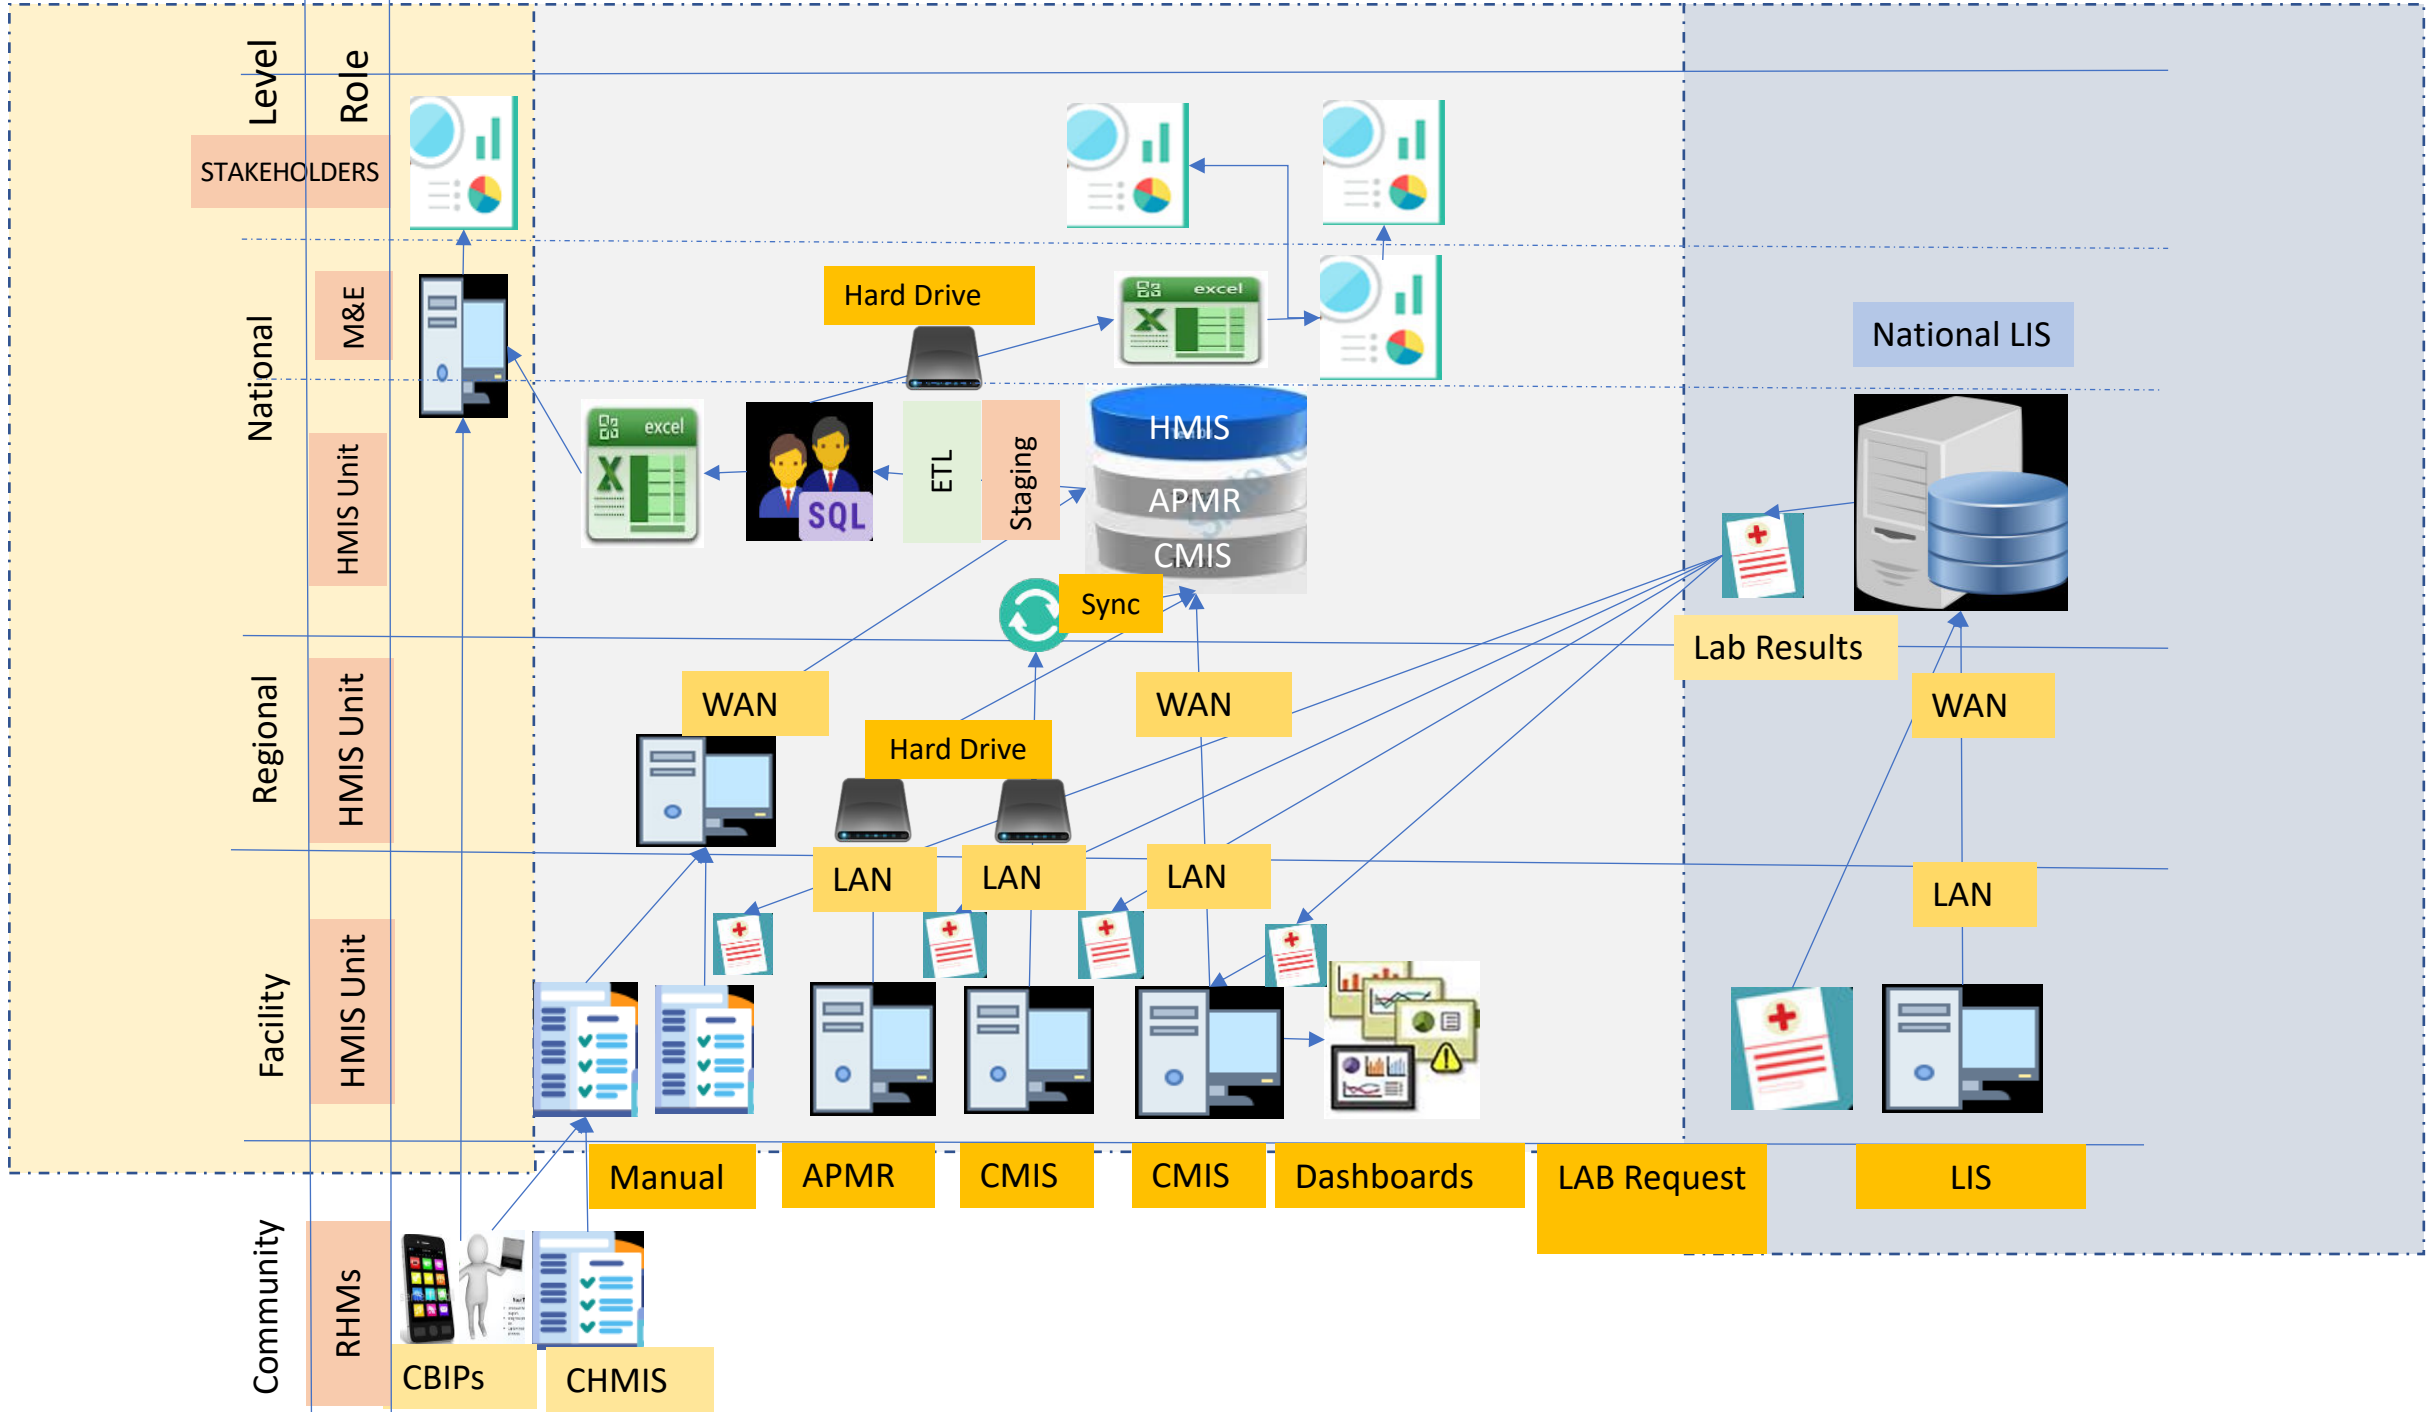 Level
Role
STAKEHOLDERS
National
M&E
Hard Drive
excel
National LIS
HMIS Unit
excel
SQL
ETL
Staging
HMIS
APMR
CMIS
Sync
Lab Results
Regional
HMIS Unit
WAN
Hard Drive
WAN
WAN
Facility
HMIS Unit
LAN
LAN
LAN
LAN
Manual
APMR
CMIS
CMIS
Dashboards
LAB Request
LIS
Community
RHMs
CBIPs
CHMIS